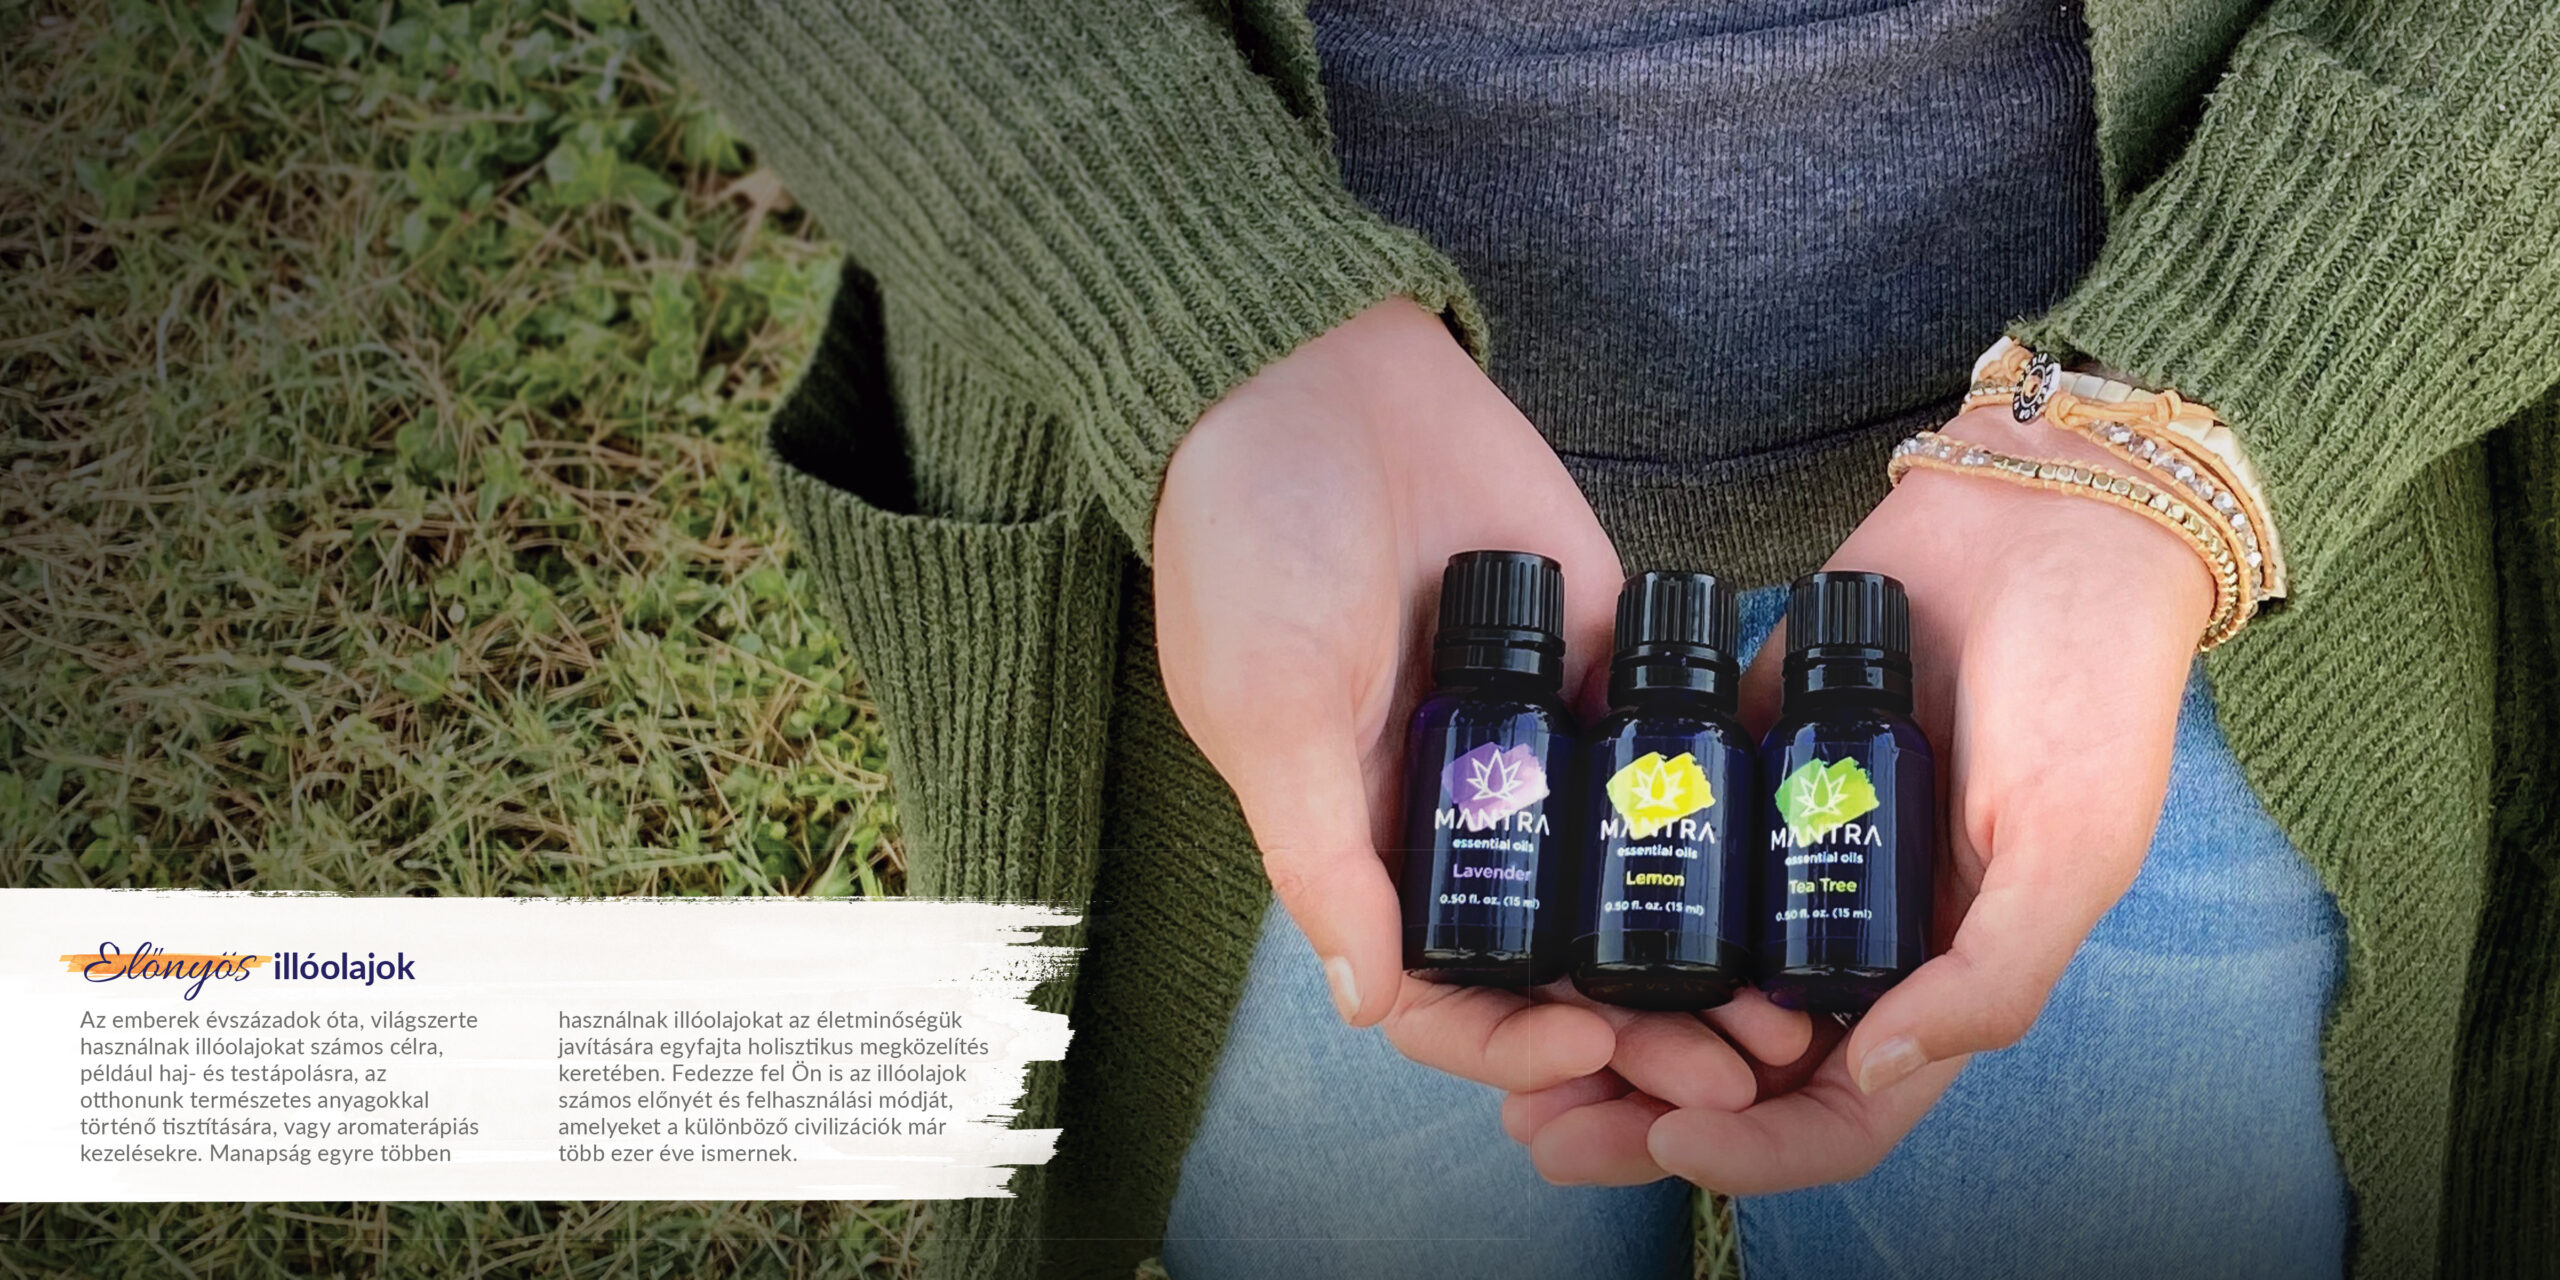 Előnyös illóolajok
Az emberek évszázadok óta, világszerte
használnak illóolajokat számos célra,
például haj- és testápolásra, az
otthonunk természetes anyagokkal
történő tisztítására, vagy aromaterápiás
kezelésekre. Manapság egyre többen
használnak illóolajokat az életminőségük
javítására egyfajta holisztikus megközelítés
keretében. Fedezze fel Ön is az illóolajok
számos előnyét és felhasználási módját,
amelyeket a különböző civilizációk már
több ezer éve ismernek.
MANTRA
essential oils
Lavender
0.50 fl. oz. (15 ml)
MANTRA
essential oils
Lemon
0.50 fl. oz. (15 ml)
MANTRA
essential oils
Tea Tree
0.50 fl. oz. (15 ml)